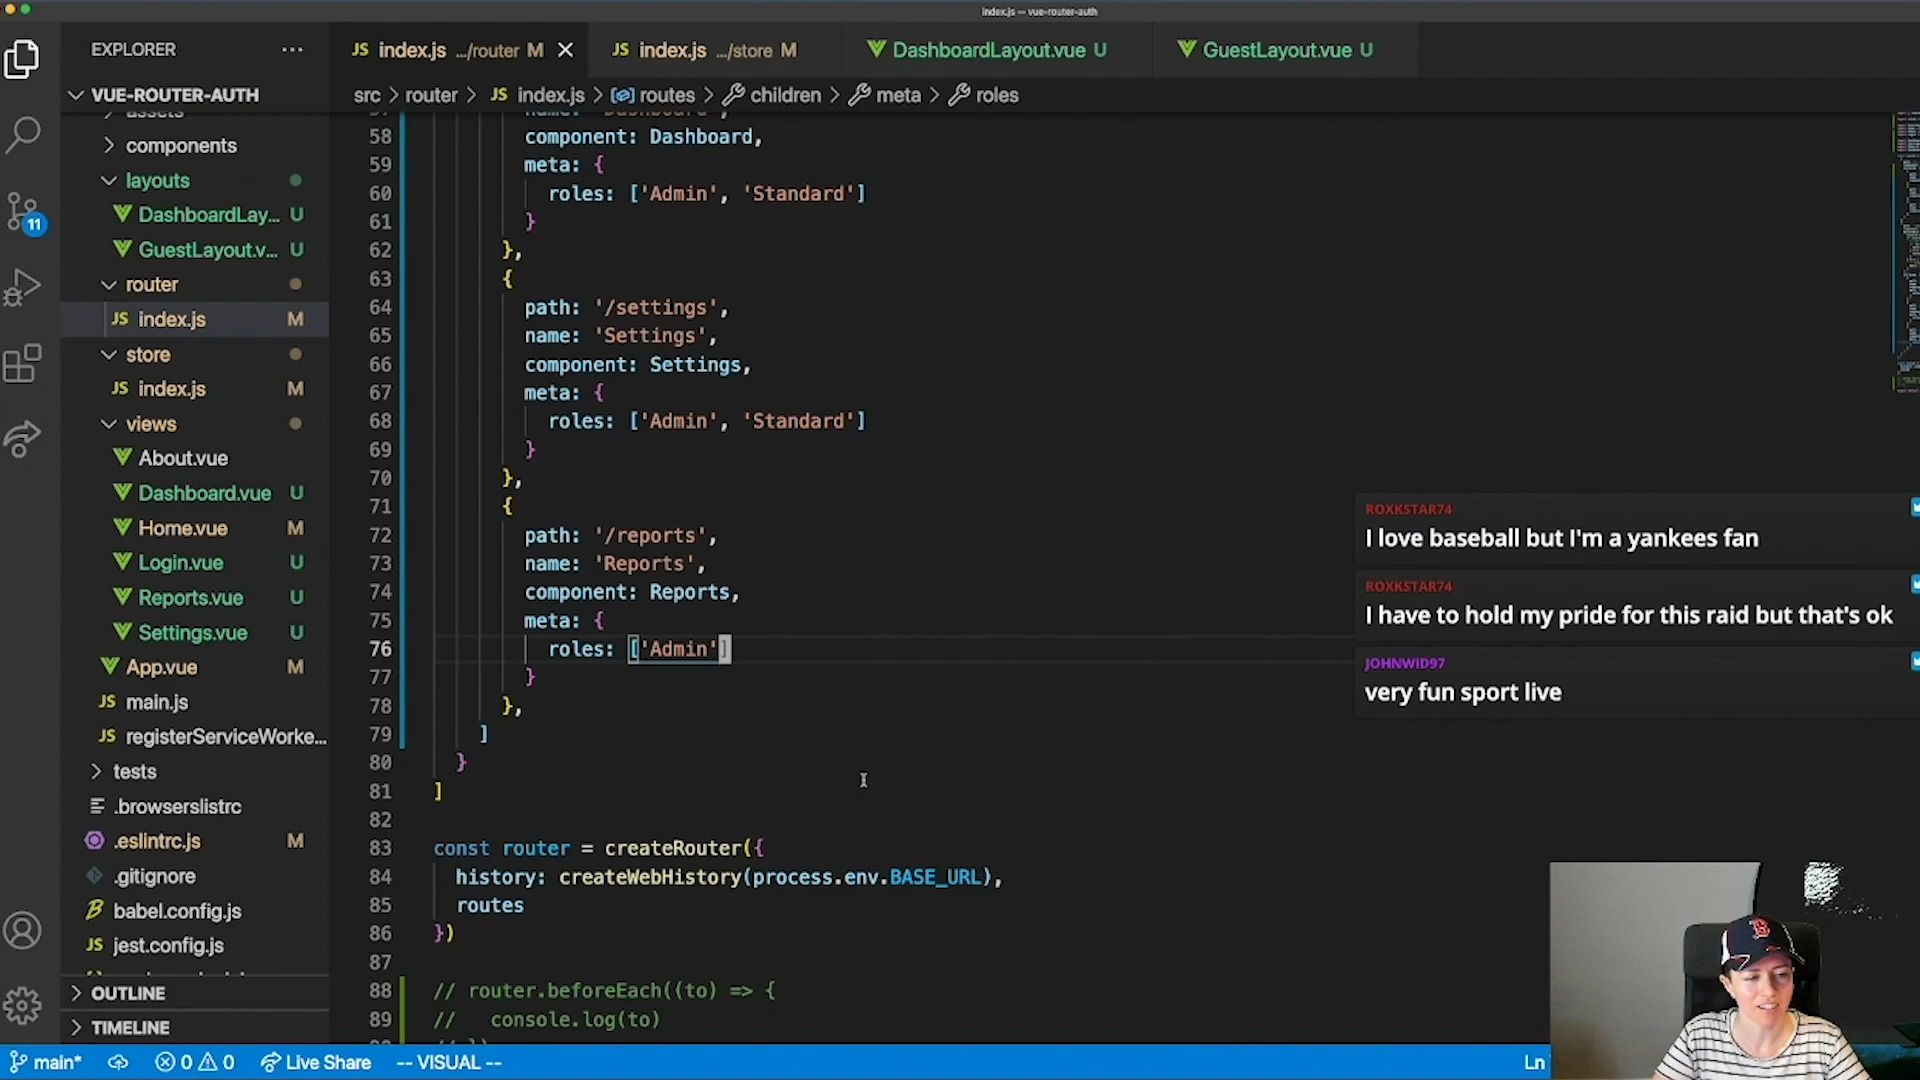 index.js — vue-router-auth
EXPLORER ···
JS index.js .../router M
JS index.js .../store M
DashboardLayout.vue U
GuestLayout.vue U
VUE-ROUTER-AUTH
src > router > JS index.js > routes > children > meta > roles
assets
components
layouts
DashboardLay... U
GuestLayout.v... U
router
JS index.js M
store
JS index.js M
views
About.vue
Dashboard.vue U
Home.vue M
Login.vue U
Reports.vue U
Settings.vue U
App.vue M
JS main.js
JS registerServiceWorke...
tests
.browserslistrc
.eslintrc.js M
.gitignore
babel.config.js
JS jest.config.js
OUTLINE
TIMELINE
11
57 name: 'Dashboard',
58 component: Dashboard,
59 meta: {
60 roles: ['Admin', 'Standard']
61 }
62 },
63 {
64 path: '/settings',
65 name: 'Settings',
66 component: Settings,
67 meta: {
68 roles: ['Admin', 'Standard']
69 }
70 },
71 {
72 path: '/reports',
73 name: 'Reports',
74 component: Reports,
75 meta: {
76 roles: ['Admin']
77 }
78 },
79 ]
80 }
81 ]
82
83 const router = createRouter({
84 history: createWebHistory(process.env.BASE_URL),
85 routes
86 })
87
88 // router.beforeEach((to) => {
89 // console.log(to)
ROXKSTAR74
I love baseball but I'm a yankees fan
ROXKSTAR74
I have to hold my pride for this raid but that's ok
JOHNWID97
very fun sport live
B
main* 0 0 Live Share -- VISUAL -- Ln